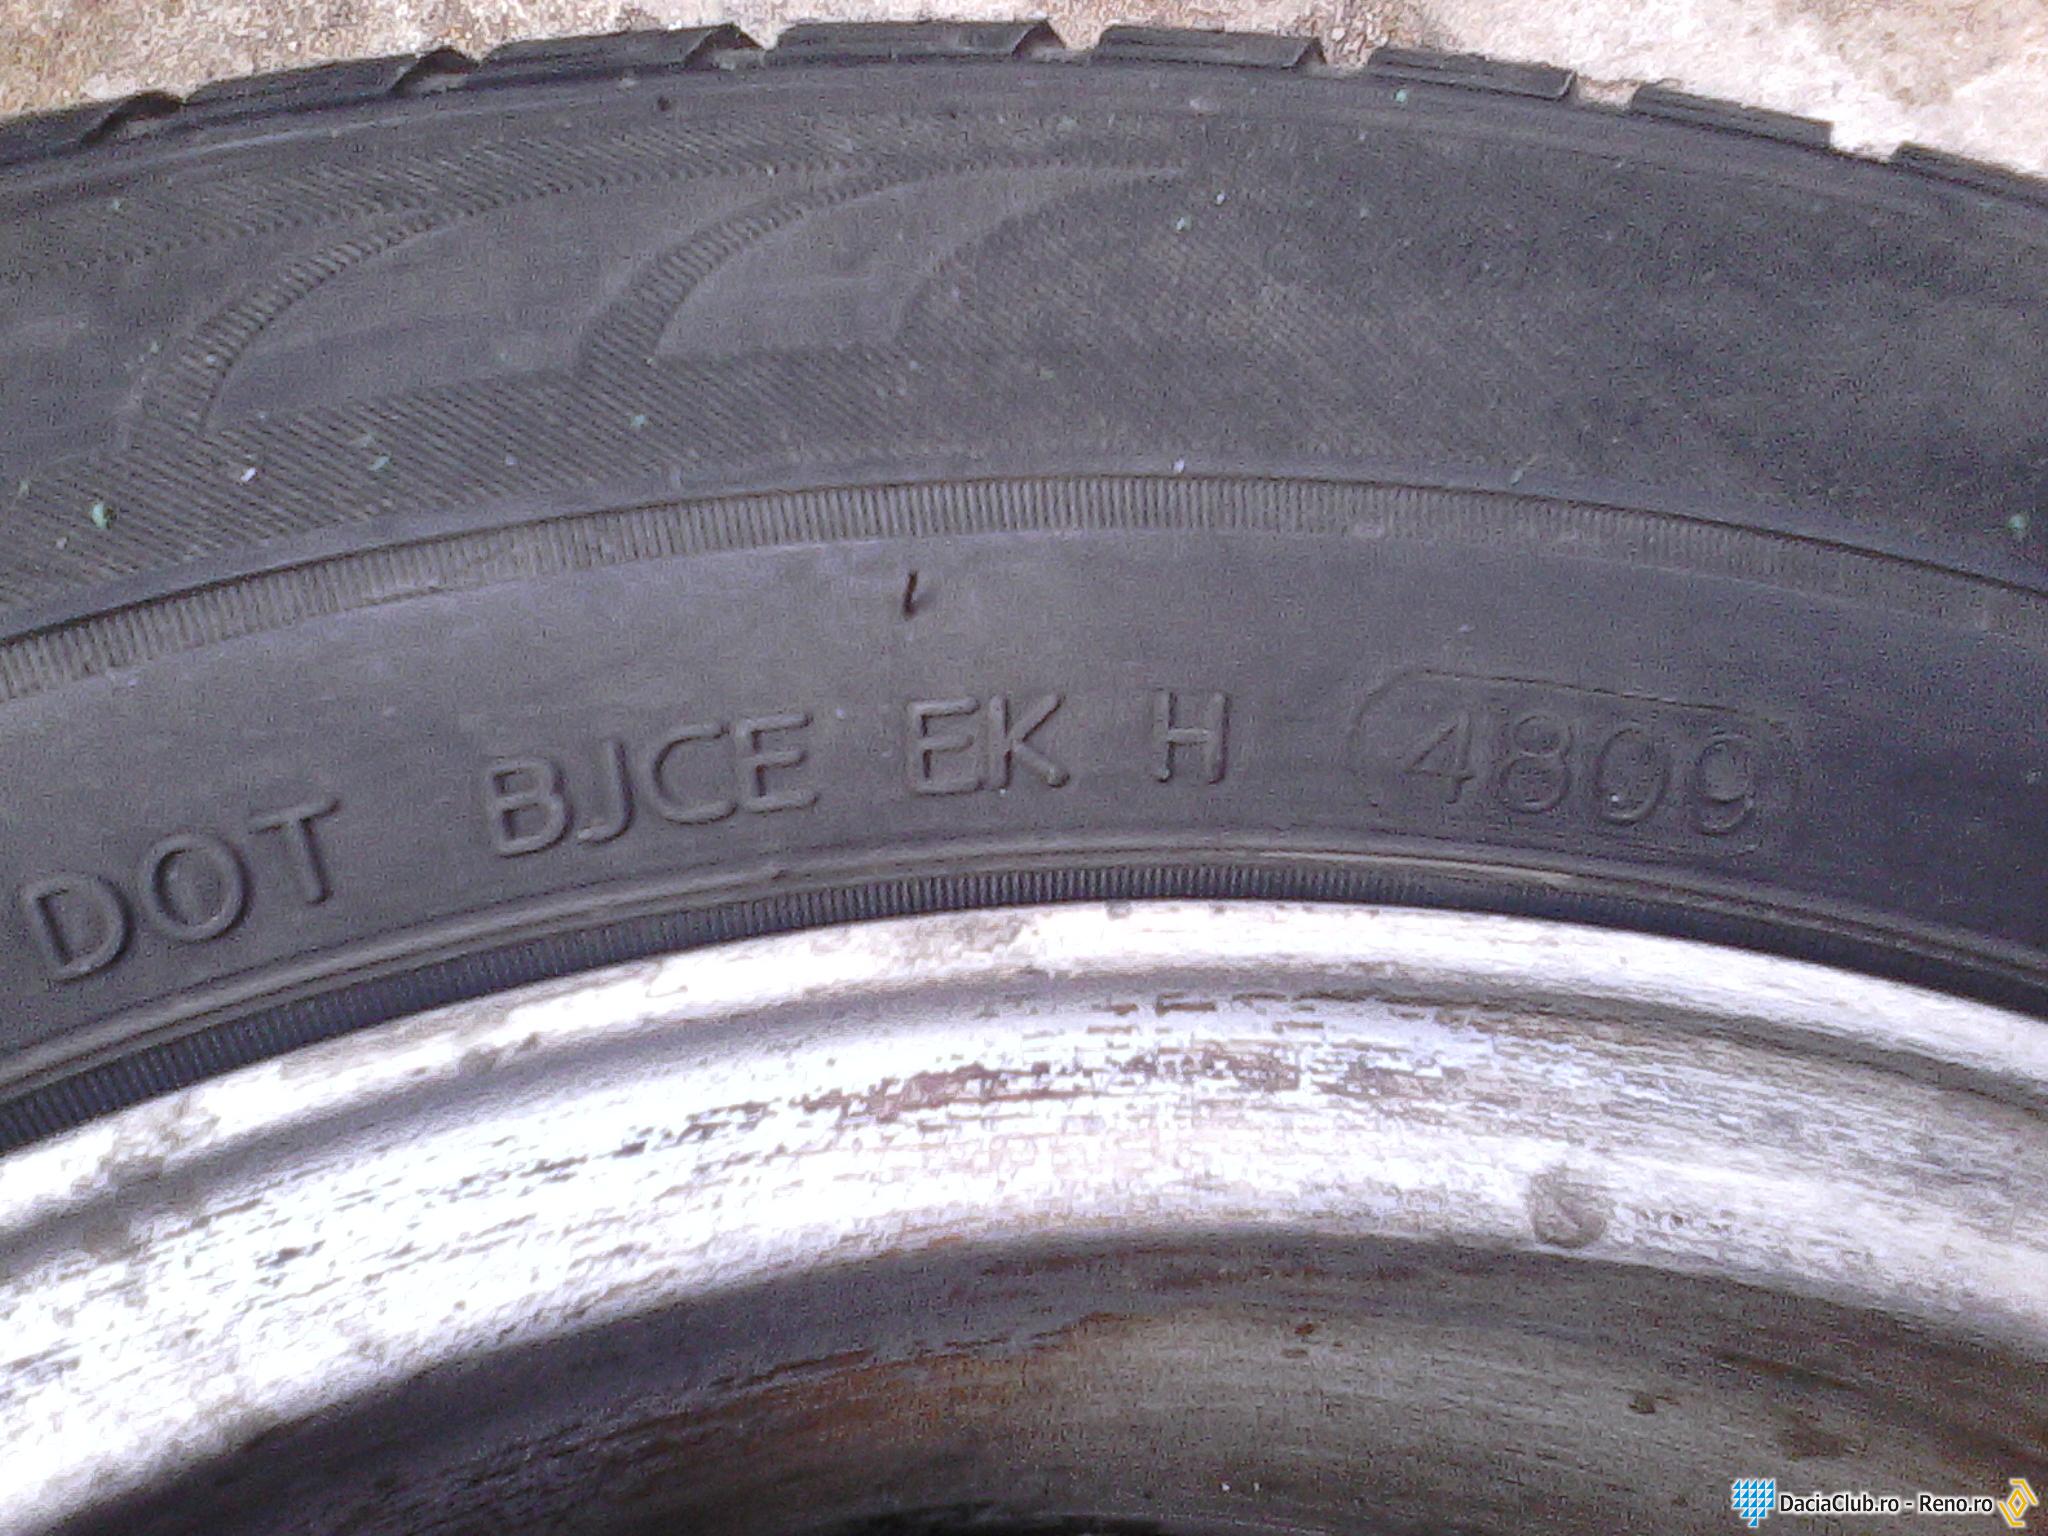 DOT BJCE EK H 4809
DaciaClub.ro - Reno.ro